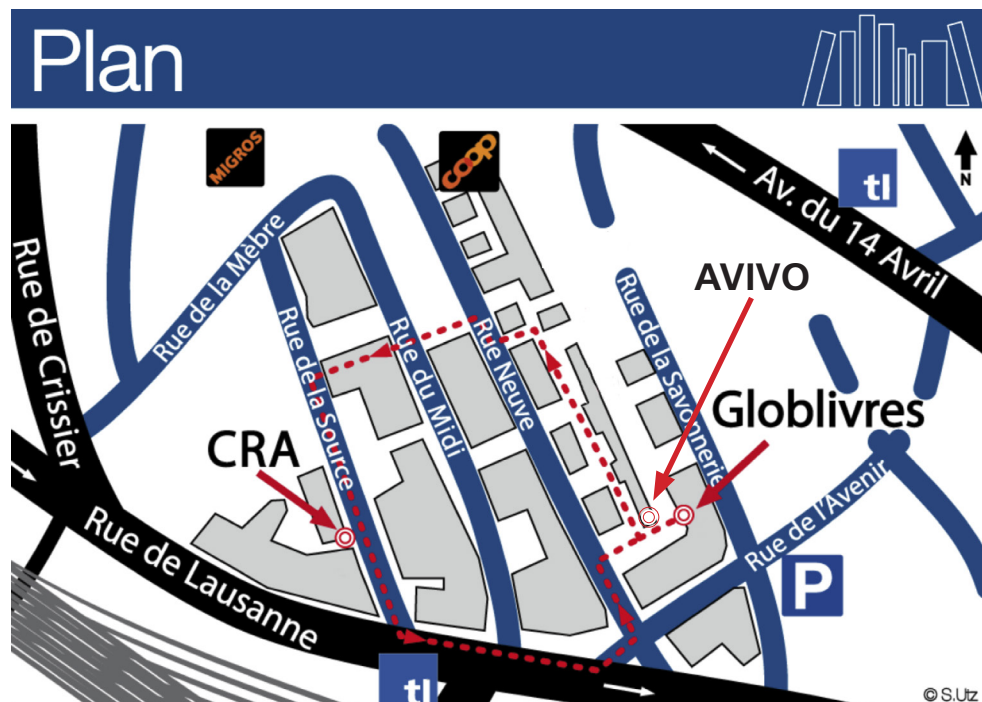 Plan
MIGROS
coop
tl
N
Av. du 14 Avril
Rue de Crissier
Rue de la Mèbre
Rue de la Source
Rue du Midi
Rue Neuve
Rue de la Savonnerie
AVIVO
Globlivres
CRA
Rue de l'Avenir
P
Rue de Lausanne
tl
© S.Utz